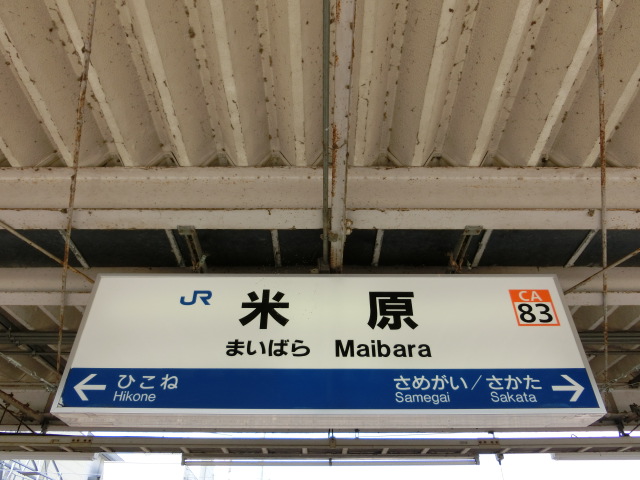 JR 米原 CA 83
まいばら Maibara
← ひこね さめがい/さかた →
Hikone Samegai Sakata